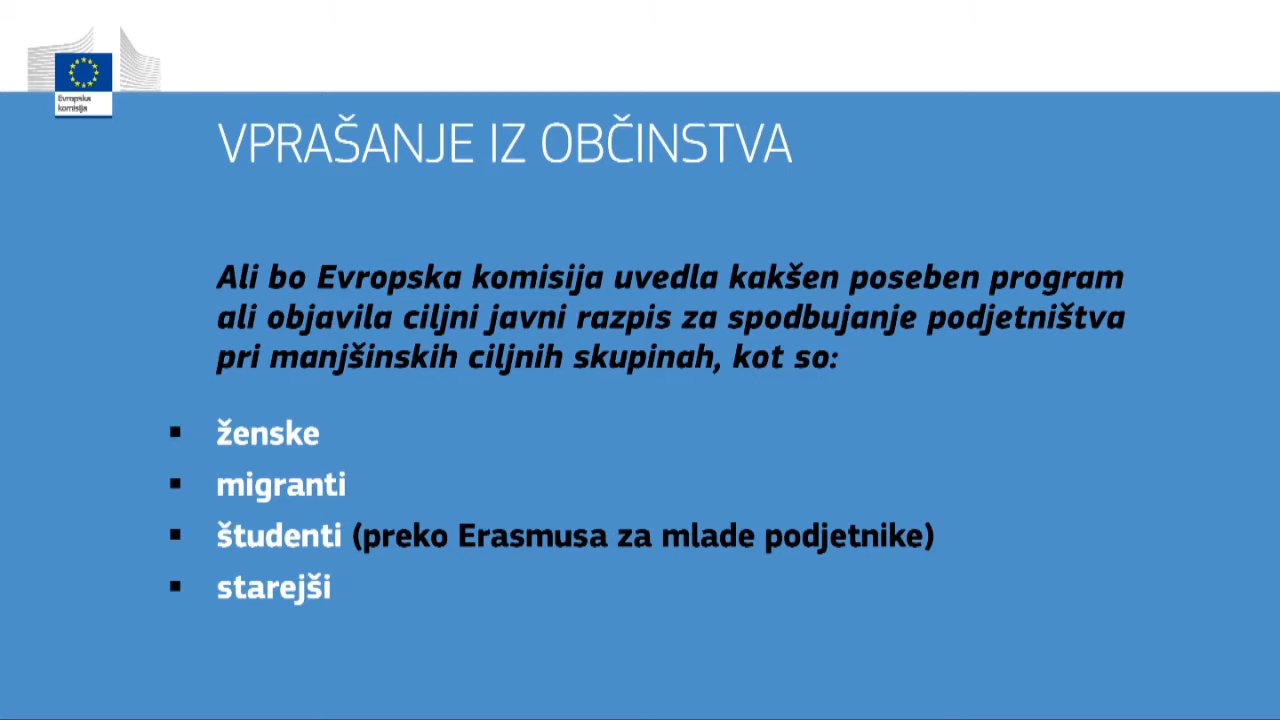 Evropska
komisija
VPRAŠANJE IZ OBČINSTVA
Ali bo Evropska komisija uvedla kakšen poseben program
ali objavila ciljni javni razpis za spodbujanje podjetništva
pri manjšinskih ciljnih skupinah, kot so:
▪ ženske
▪ migranti
▪ študenti (preko Erasmusa za mlade podjetnike)
▪ starejši